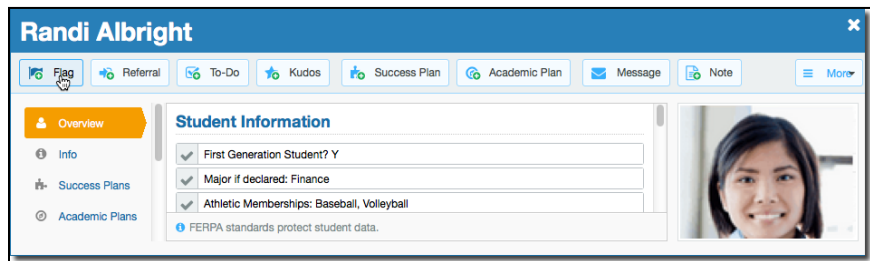 Randi Albright
Flag Referral To-Do Kudos Success Plan Academic Plan Message Note More
Overview
Info
Success Plans
Academic Plans
Student Information
First Generation Student? Y
Major if declared: Finance
Athletic Memberships: Baseball, Volleyball
FERPA standards protect student data.